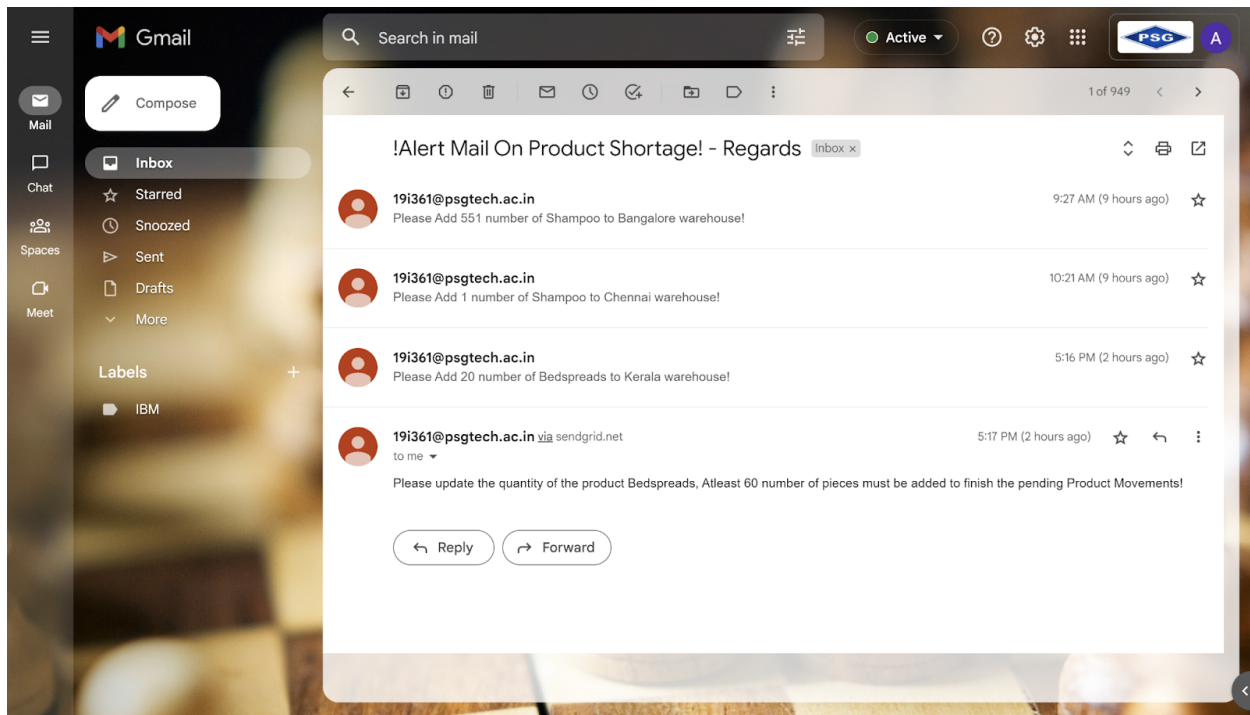 Gmail
Search in mail
Active
PSG
A
Mail
Chat
Spaces
Meet
Compose
Inbox
Starred
Snoozed
Sent
Drafts
More
Labels
IBM
1 of 949
!Alert Mail On Product Shortage! - Regards Inbox ×
19i361@psgtech.ac.in 9:27 AM (9 hours ago)
Please Add 551 number of Shampoo to Bangalore warehouse!
19i361@psgtech.ac.in 10:21 AM (9 hours ago)
Please Add 1 number of Shampoo to Chennai warehouse!
19i361@psgtech.ac.in 5:16 PM (2 hours ago)
Please Add 20 number of Bedspreads to Kerala warehouse!
19i361@psgtech.ac.in via sendgrid.net 5:17 PM (2 hours ago)
to me
Please update the quantity of the product Bedspreads, Atleast 60 number of pieces must be added to finish the pending Product Movements!
Reply Forward